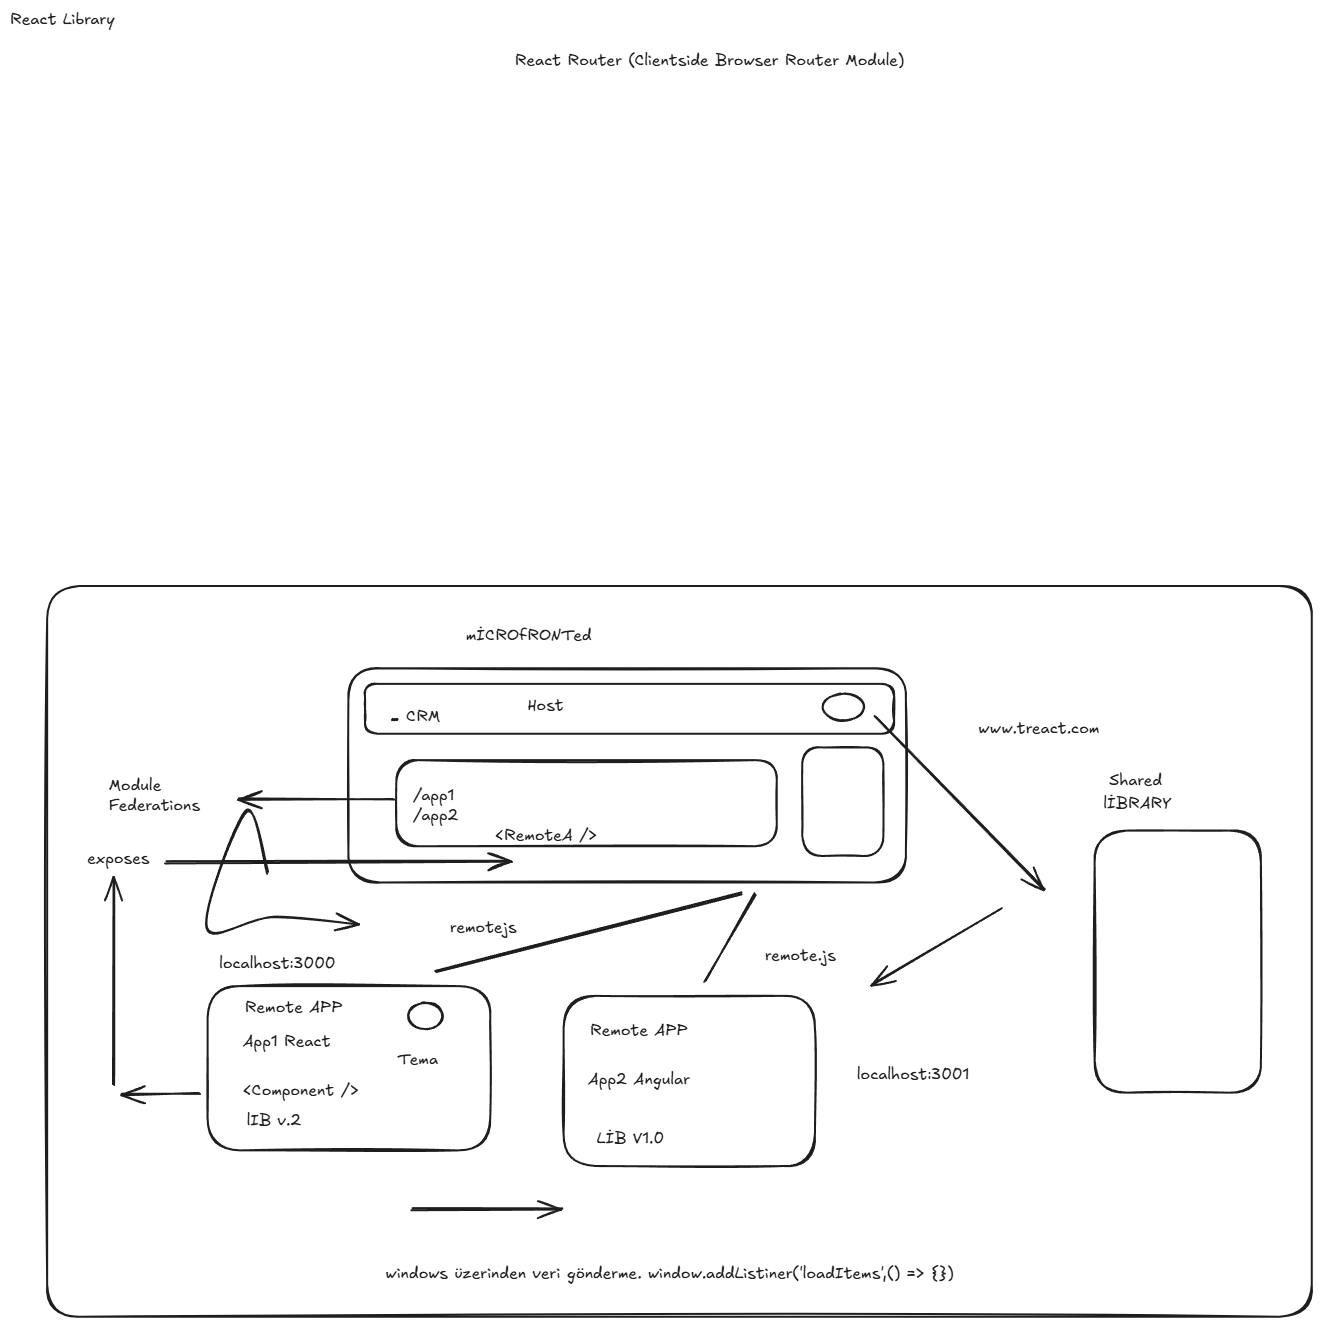 React Library
React Router (Clientside Browser Router Module)
mİCROfRONTed
Host
- CRM
www.treact.com
Shared
lİBRARY
Module
Federations
/app1
/app2
<RemoteA />
exposes
remotejs
remote.js
localhost:3000
Remote APP
App1 React
Tema
<Component />
lIB v.2
Remote APP
App2 Angular
LİB V1.0
localhost:3001
windows üzerinden veri gönderme. window.addListiner('loadItems',() => {})